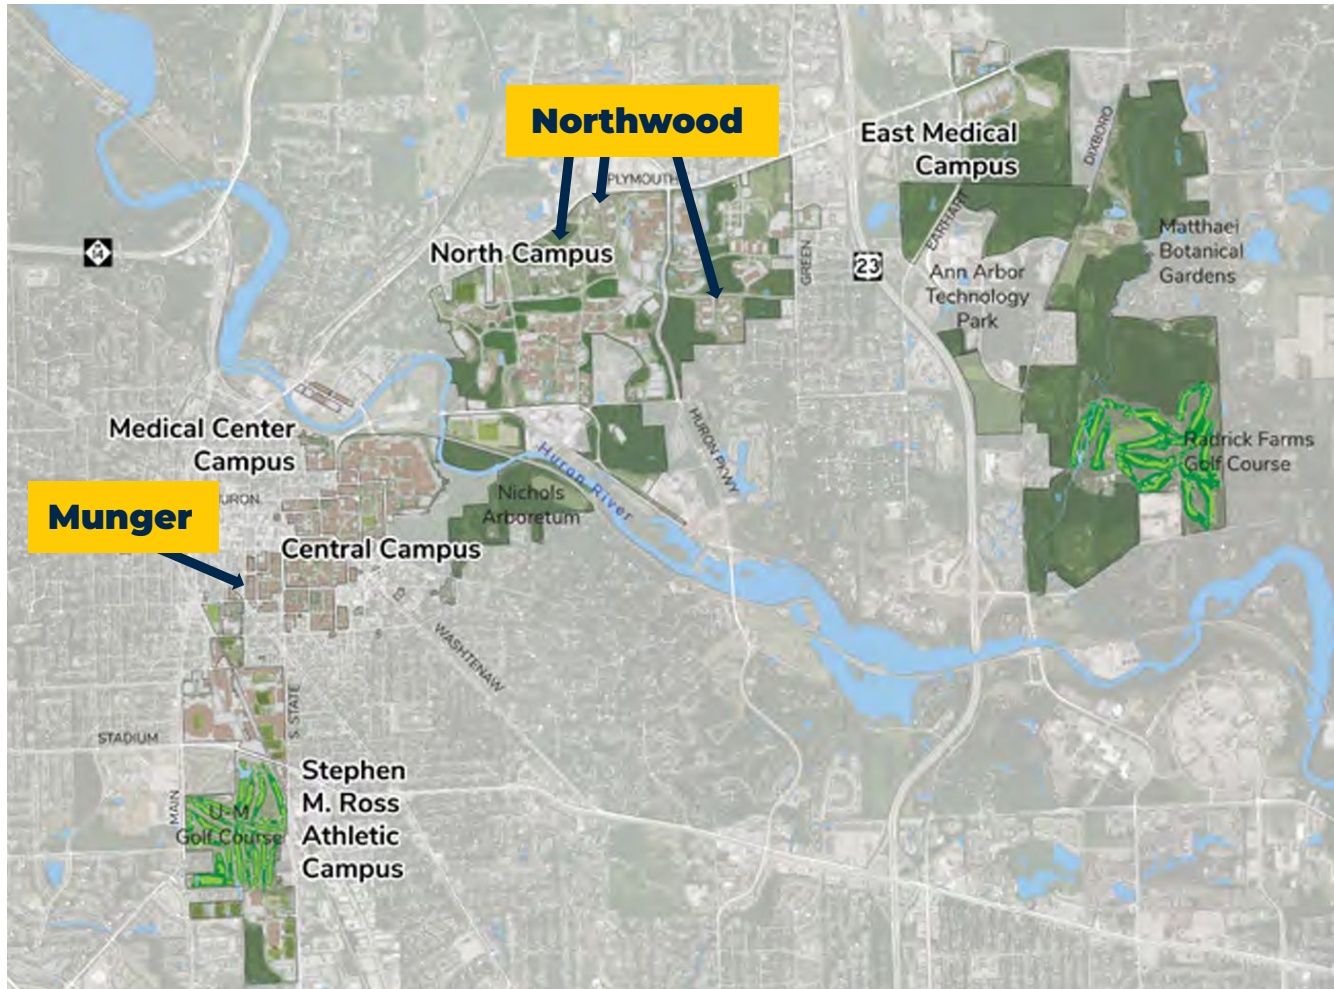 Northwood
East Medical
Campus
DIXBORO
PLYMOUTH
EARHART
Matthaei
Botanical
Gardens
North Campus
GREEN
23
14
Ann Arbor
Technology
Park
Medical Center
Campus
HURON PKWY
Radrick Farms
Golf Course
Huron River
Nichols
Arboretum
Munger
Central Campus
WASHTENAW
S. STATE
STADIUM
Stephen
M. Ross
Athletic
Campus
MAIN
U-M
Golf Course